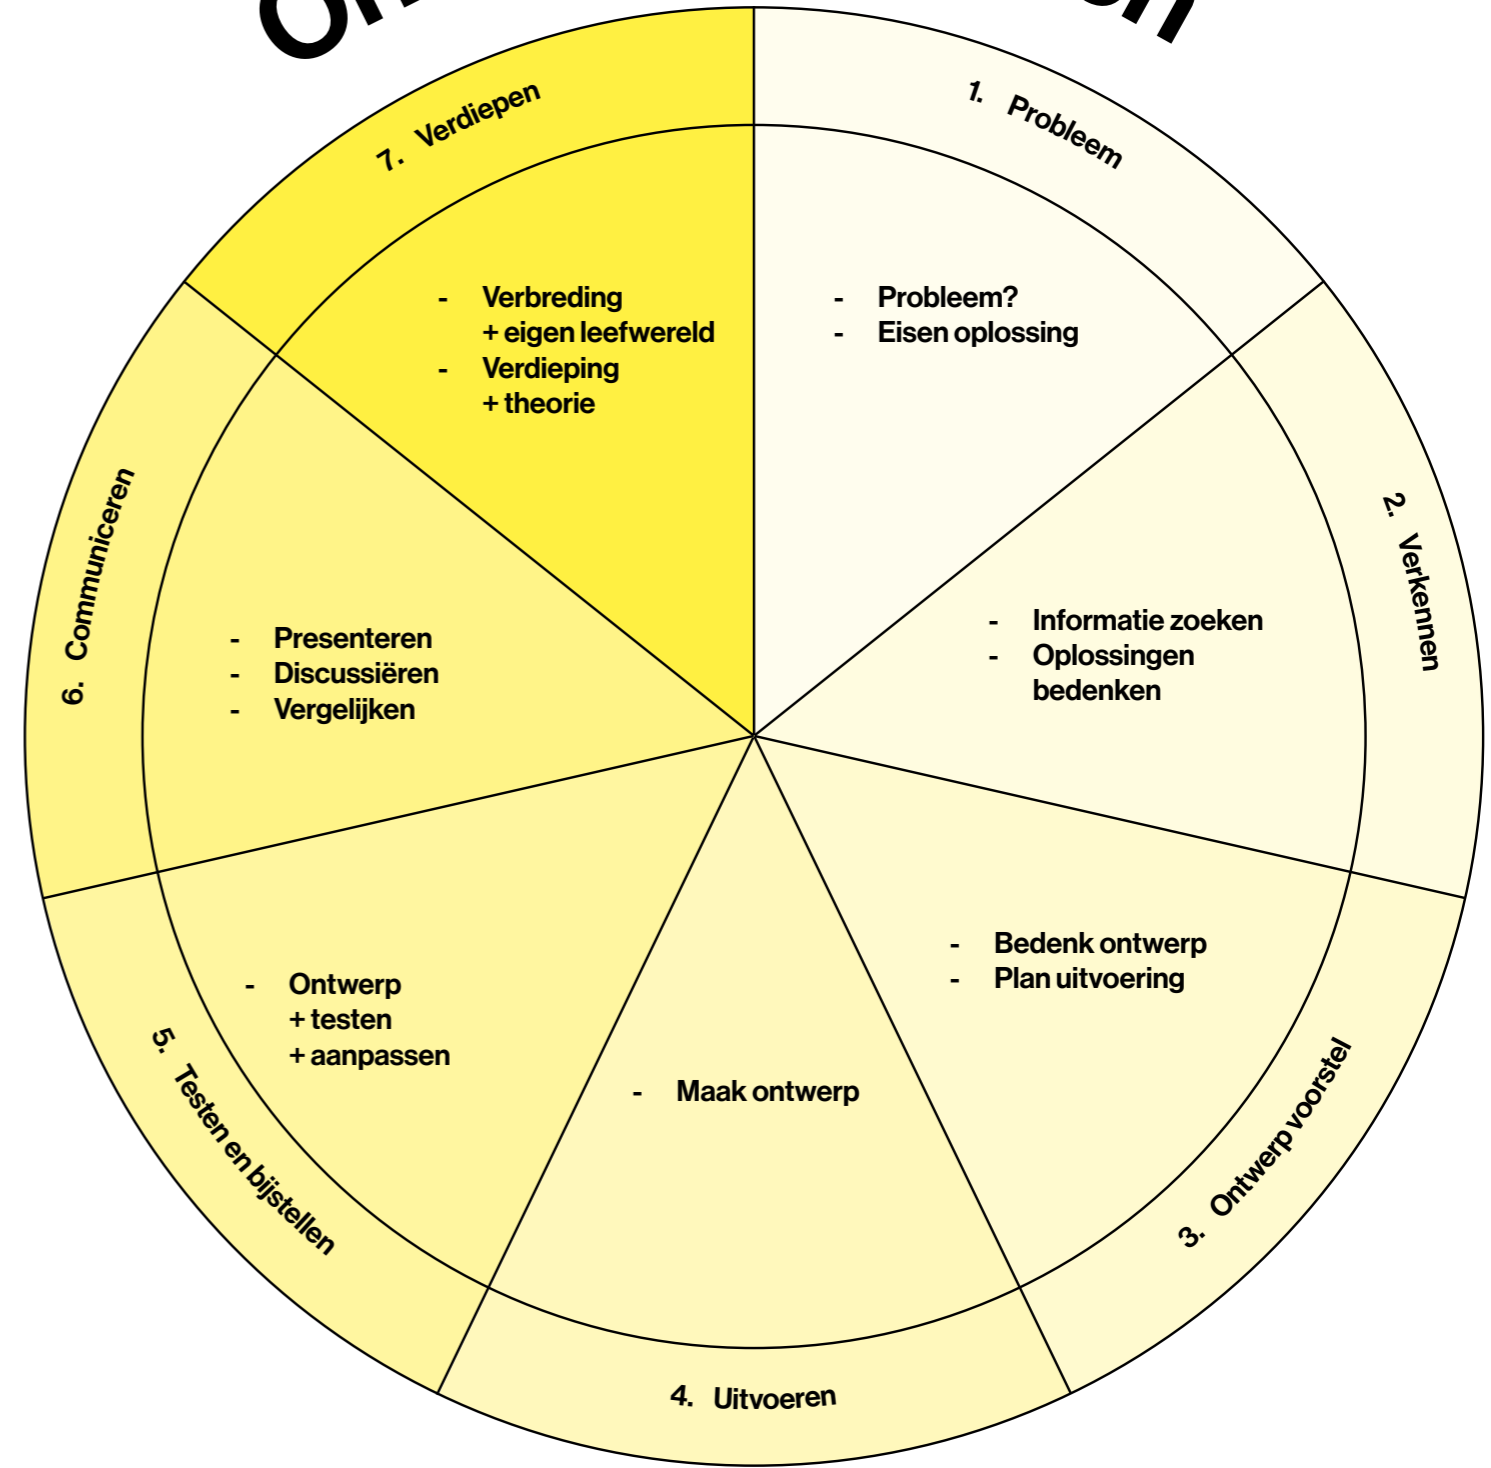 1. Probleem
- Probleem?
- Eisen oplossing
2. Verkennen
- Informatie zoeken
- Oplossingen
bedenken
3. Ontwerpvoorstel
- Bedenk ontwerp
- Plan uitvoering
4. Uitvoeren
- Maak ontwerp
5. Testen en bijstellen
- Ontwerp
+ testen
+ aanpassen
6. Communiceren
- Presenteren
- Discussiëren
- Vergelijken
7. Verdiepen
- Verbreding
+ eigen leefwereld
- Verdieping
+ theorie